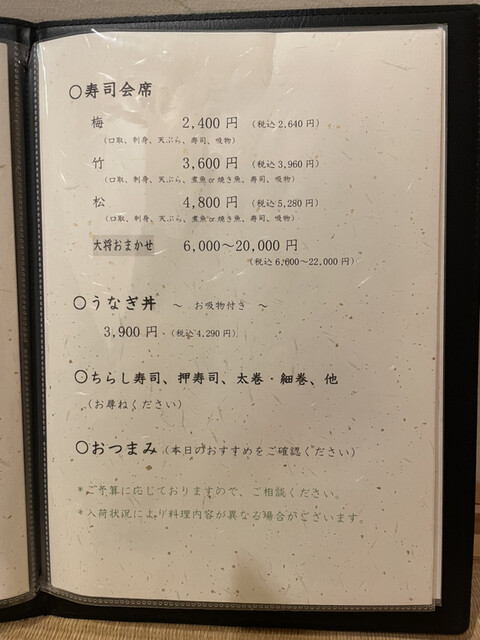 ○寿司会席
梅 2,400円 (税込2,640円)
(口取、刺身、天ぷら、寿司、吸物)
竹 3,600円 (税込3,960円)
(口取、刺身、天ぷら、煮魚or焼き魚、寿司、吸物)
松 4,800円 (税込5,280円)
(口取、刺身、天ぷら、煮魚or焼き魚、寿司、吸物)
大将おまかせ 6,000～20,000円
(税込6,600～22,000円)
○うなぎ丼 ～ お吸物付き ～
3,900円 (税込4,290円)
○ちらし寿司、押寿司、太巻・細巻、他
(お尋ねください)
○おつまみ(本日のおすすめをご確認ください)
*ご予算に応じておりますので、ご相談ください。
*入荷状況により料理内容が異なる場合がございます。